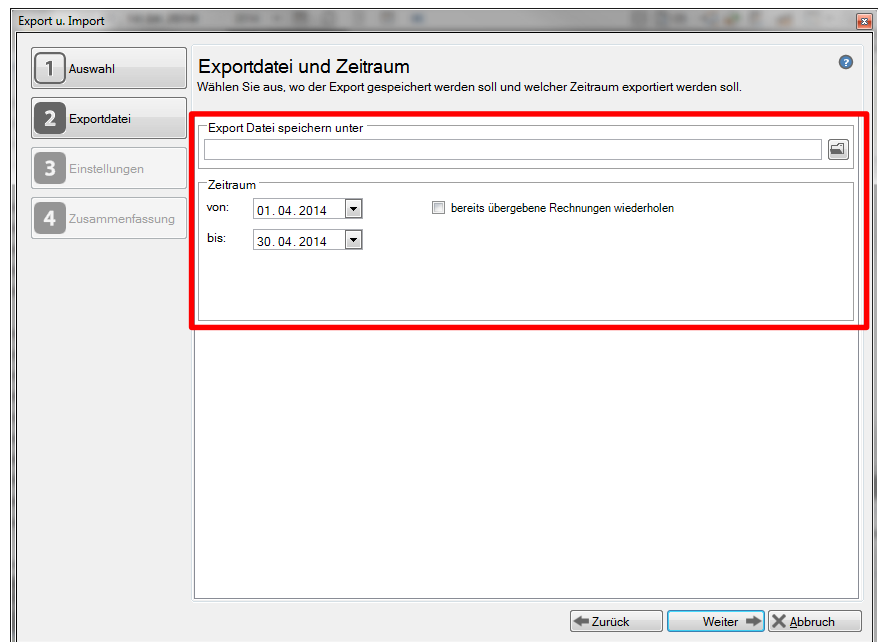 Export u. Import
1 Auswahl
2 Exportdatei
3 Einstellungen
4 Zusammenfassung
Exportdatei und Zeitraum
?
Wählen Sie aus, wo der Export gespeichert werden soll und welcher Zeitraum exportiert werden soll.
Export Datei speichern unter
Zeitraum
von: 01.04.2014
bereits übergebene Rechnungen wiederholen
bis: 30.04.2014
Zurück
Weiter
Abbruch